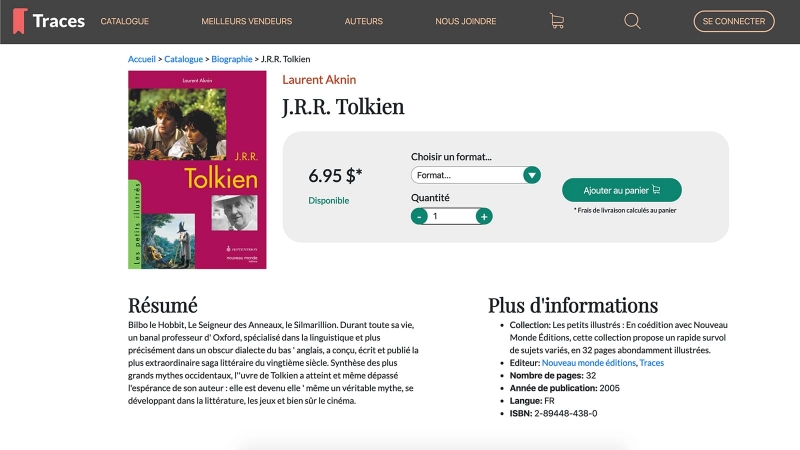 Traces
CATALOGUE
MEILLEURS VENDEURS
AUTEURS
NOUS JOINDRE
SE CONNECTER
Accueil > Catalogue > Biographie > J.R.R. Tolkien
Laurent Aknin
J.R.R.
Tolkien
Les petits illustrés
SEPTENTRION
nouveau monde
Laurent Aknin
J.R.R. Tolkien
6.95 $*
Disponible
Choisir un format...
Format...
Quantité
- 1 +
Ajouter au panier
* Frais de livraison calculés au panier
Résumé
Bilbo le Hobbit, Le Seigneur des Anneaux, le Silmarillion. Durant toute sa vie,
un banal professeur d' Oxford, spécialisé dans la linguistique et plus
précisément dans un obscur dialecte du bas ' anglais, a conçu, écrit et publié la
plus extraordinaire saga littéraire du vingtième siècle. Synthèse des plus
grands mythes occidentaux, l''uvre de Tolkien a atteint et même dépassé
l'espérance de son auteur : elle est devenu elle ' même un véritable mythe, se
développant dans la littérature, les jeux et bien sûr le cinéma.
Plus d'informations
• Collection: Les petits illustrés : En coédition avec Nouveau
Monde Éditions, cette collection propose un rapide survol
de sujets variés, en 32 pages abondamment illustrées.
• Editeur: Nouveau monde éditions, Traces
• Nombre de pages: 32
• Année de publication: 2005
• Langue: FR
• ISBN: 2-89448-438-0